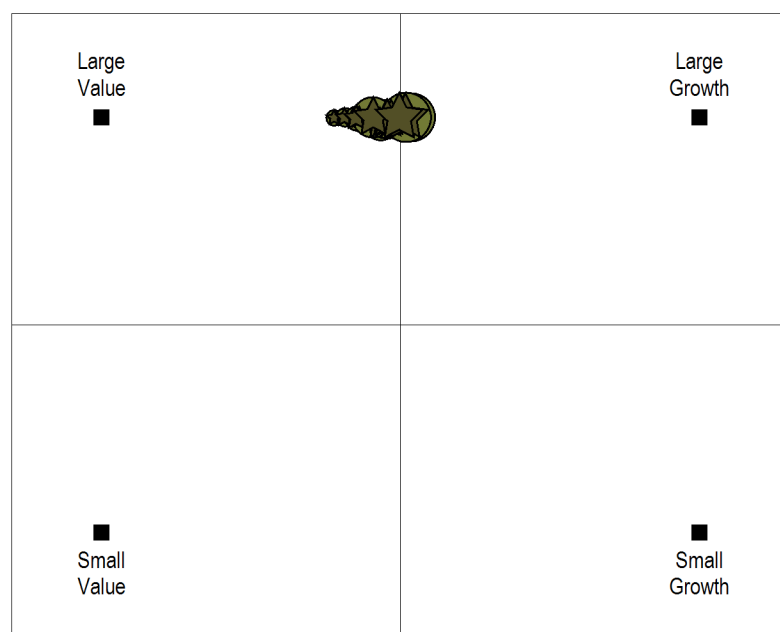 Large
Value
Large
Growth
Small
Value
Small
Growth